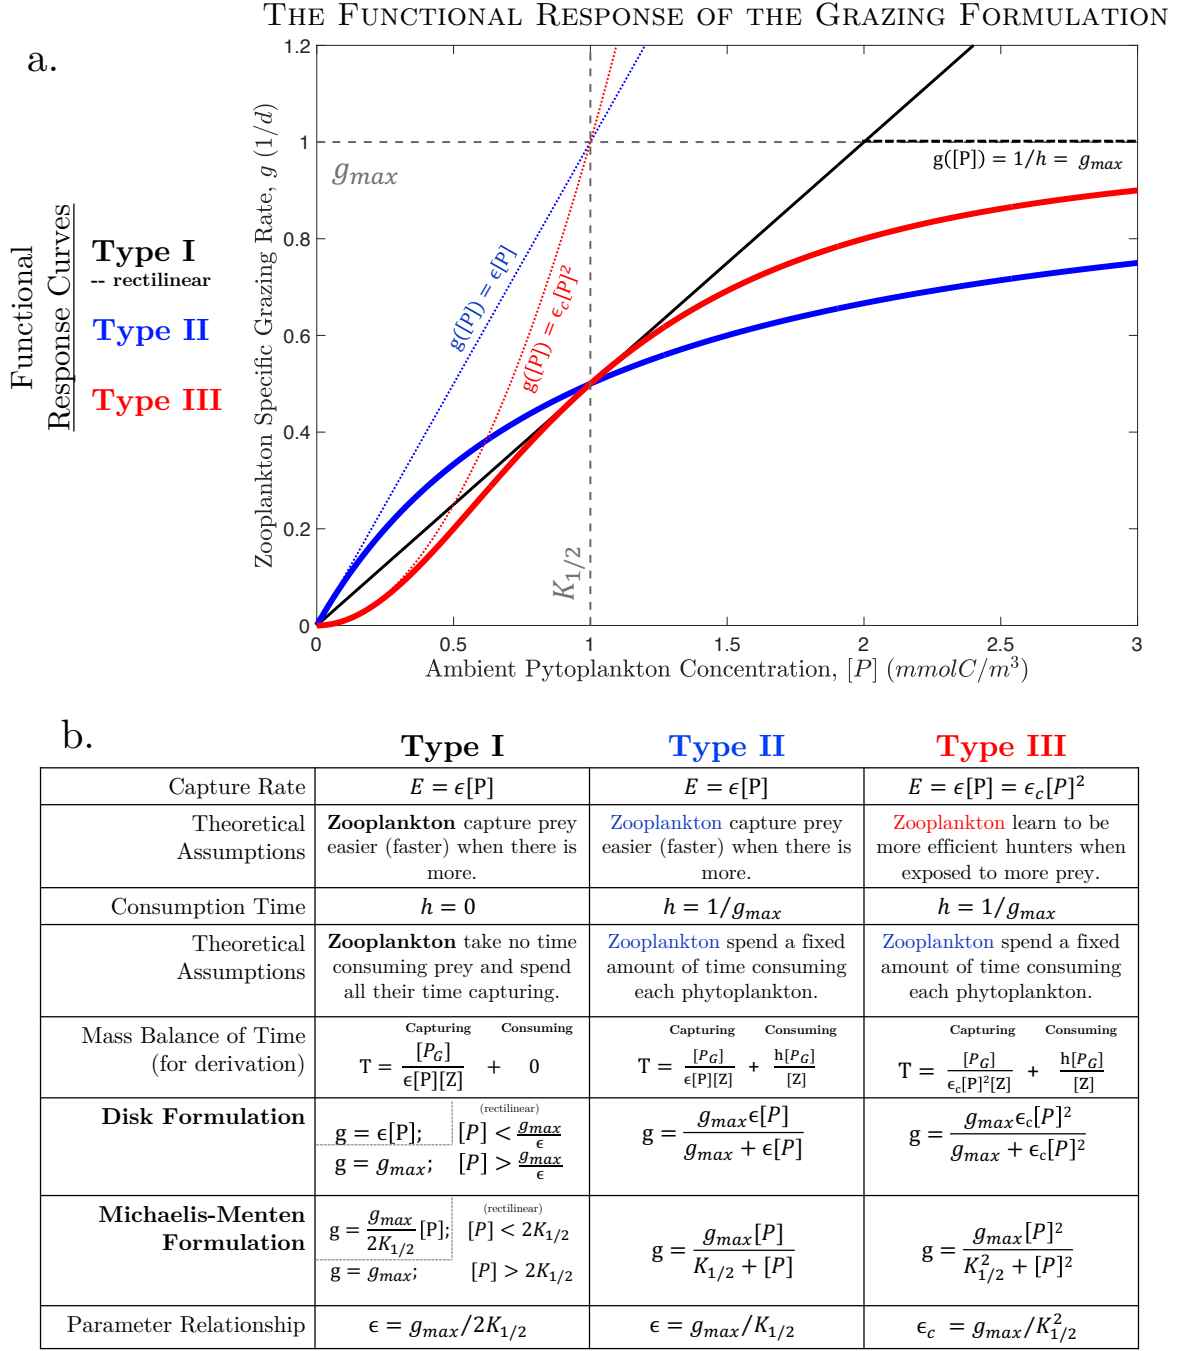 THE FUNCTIONAL RESPONSE OF THE GRAZING FORMULATION
a.
Functional
Response Curves
Type I
-- rectilinear
Type II
Type III
Zooplankton Specific Grazing Rate, g (1/d)
1.2
1
0.8
0.6
0.4
0.2
0
g_max
g([P]) = 1/h = g_max
g([P]) = ϵ[P]
g([P]) = ϵ_c[P]²
K_1/2
0 0.5 1 1.5 2 2.5 3
Ambient Pytoplankton Concentration, [P] (mmolC/m³)
b.
Type I Type II Type III
Capture Rate
E = ϵ[P]
E = ϵ[P]
E = ϵ[P] = ϵ_c[P]²
Theoretical
Assumptions
Zooplankton capture prey
easier (faster) when there is
more.
Zooplankton capture prey
easier (faster) when there is
more.
Zooplankton learn to be
more efficient hunters when
exposed to more prey.
Consumption Time
h = 0
h = 1/g_max
h = 1/g_max
Theoretical
Assumptions
Zooplankton take no time
consuming prey and spend
all their time capturing.
Zooplankton spend a fixed
amount of time consuming
each phytoplankton.
Zooplankton spend a fixed
amount of time consuming
each phytoplankton.
Mass Balance of Time
(for derivation)
Capturing Consuming
T = [P_G]/ϵ[P][Z] + 0
Capturing Consuming
T = [P_G]/ϵ[P][Z] + h[P_G]/[Z]
Capturing Consuming
T = [P_G]/ϵ_c[P]²[Z] + h[P_G]/[Z]
Disk Formulation
(rectilinear)
g = ϵ[P]; [P] < g_max/ϵ
g = g_max; [P] > g_max/ϵ
g = g_maxϵ[P]/g_max + ϵ[P]
g = g_maxϵ_c[P]²/g_max + ϵ_c[P]²
Michaelis-Menten
Formulation
(rectilinear)
g = g_max/2K_1/2 [P]; [P] < 2K_1/2
g = g_max; [P] > 2K_1/2
g = g_max[P]/K_1/2 + [P]
g = g_max[P]²/K²_1/2 + [P]²
Parameter Relationship
ϵ = g_max/2K_1/2
ϵ = g_max/K_1/2
ϵ_c = g_max/K²_1/2